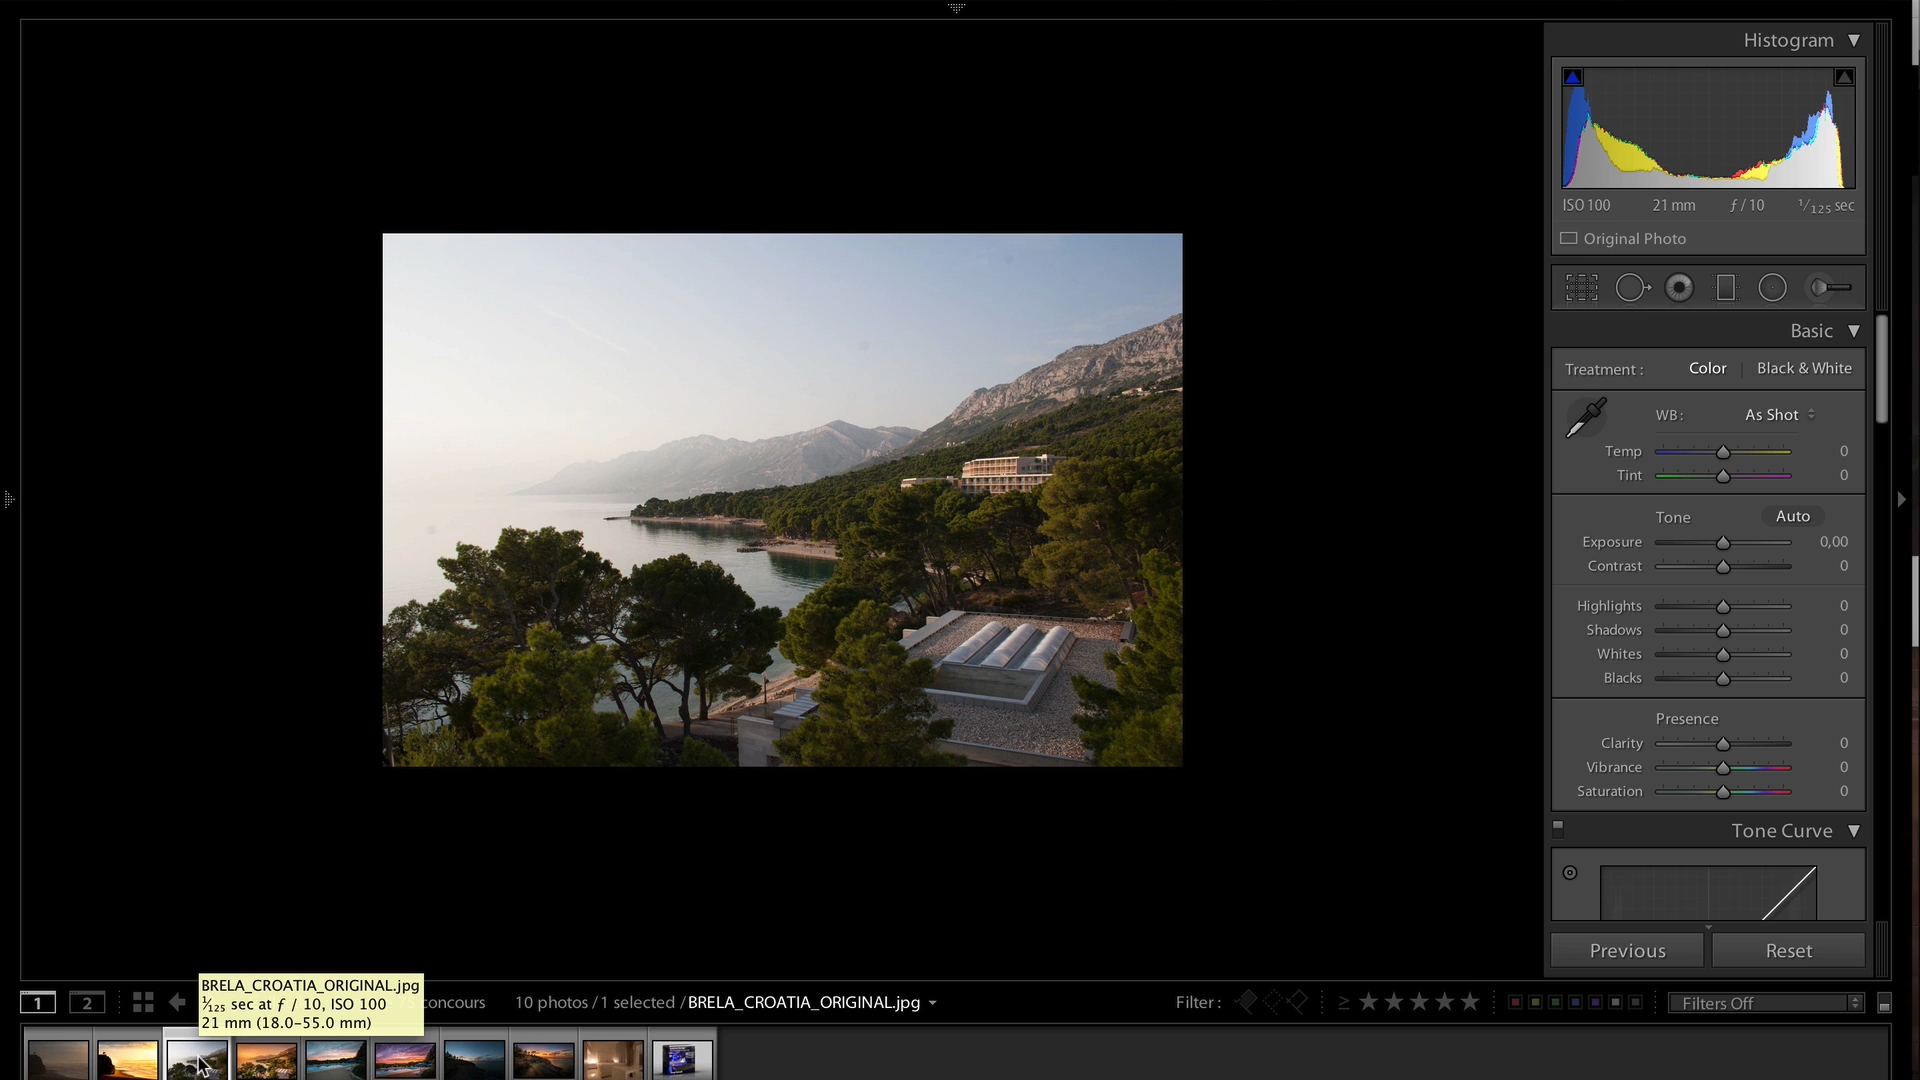 Histogram
ISO 100 21 mm ƒ / 10 1/125 sec
Original Photo
Basic
Treatment : Color Black & White
WB : As Shot
Temp 0
Tint 0
Tone Auto
Exposure 0,00
Contrast 0
Highlights 0
Shadows 0
Whites 0
Blacks 0
Presence
Clarity 0
Vibrance 0
Saturation 0
Tone Curve
Previous Reset
BRELA_CROATIA_ORIGINAL.jpg
1/125 sec at ƒ / 10, ISO 100
21 mm (18.0–55.0 mm)
1 2 concours 10 photos / 1 selected / BRELA_CROATIA_ORIGINAL.jpg Filter : Filters Off